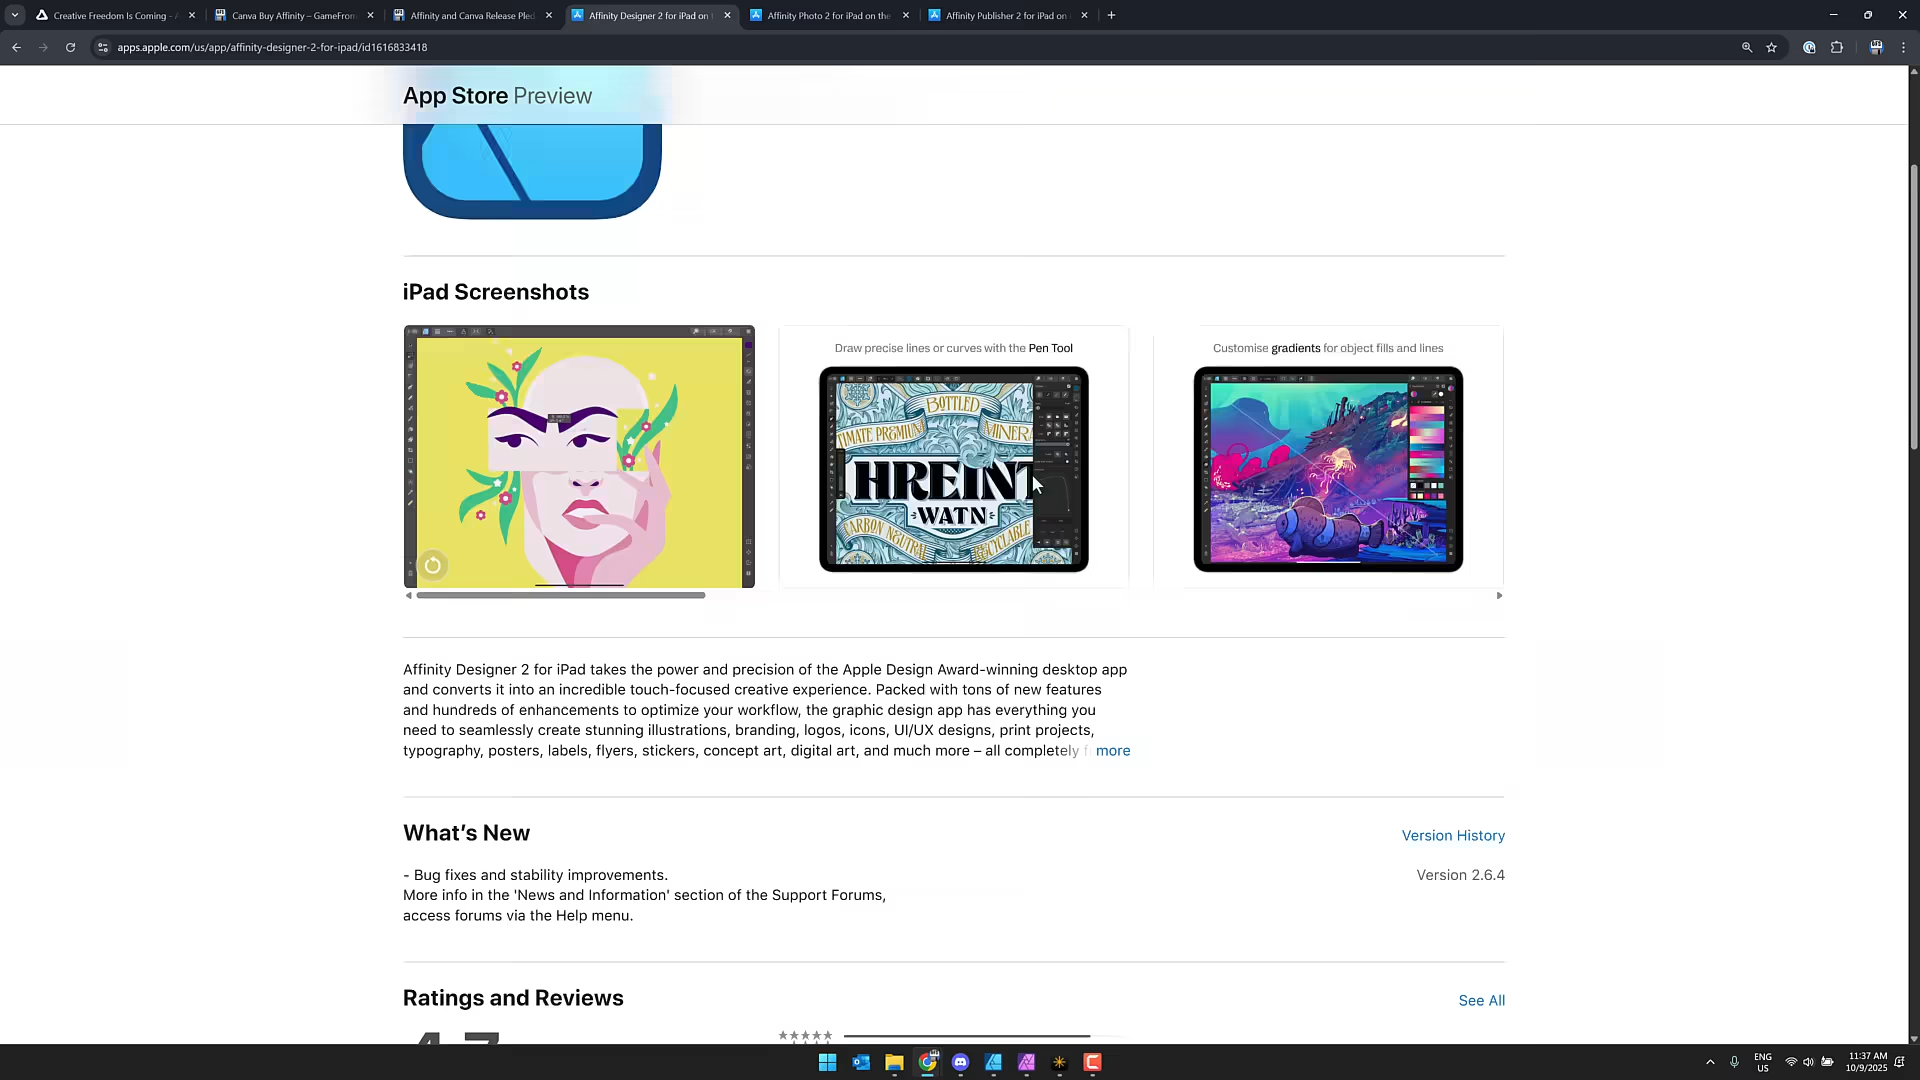 Creative Freedom Is Coming - A
Canva Buy Affinity – GameFrom
Affinity and Canva Release Pled
Affinity Designer 2 for iPad on
Affinity Photo 2 for iPad on the
Affinity Publisher 2 for iPad on
apps.apple.com/us/app/affinity-designer-2-for-ipad/id1616833418
App Store Preview
iPad Screenshots
Draw precise lines or curves with the Pen Tool
BOTTLED
PREMIUM
HREINT
WATN
CARBON NEUTRAL
RECYCLABLE
Customise gradients for object fills and lines
Affinity Designer 2 for iPad takes the power and precision of the Apple Design Award-winning desktop app
and converts it into an incredible touch-focused creative experience. Packed with tons of new features
and hundreds of enhancements to optimize your workflow, the graphic design app has everything you
need to seamlessly create stunning illustrations, branding, logos, icons, UI/UX designs, print projects,
typography, posters, labels, flyers, stickers, concept art, digital art, and much more – all completely f more
What's New
Version History
- Bug fixes and stability improvements.
Version 2.6.4
More info in the 'News and Information' section of the Support Forums,
access forums via the Help menu.
Ratings and Reviews
See All
4.7
ENG
US
11:37 AM
10/9/2025